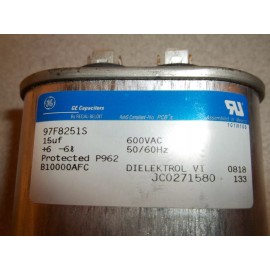 GE Capacitors
97F8251S
15uf 600VAC
+6 -6% 50/60Hz
Protected P962
B10000AFC DIELEKTROL VI 0818
JC0271580 133